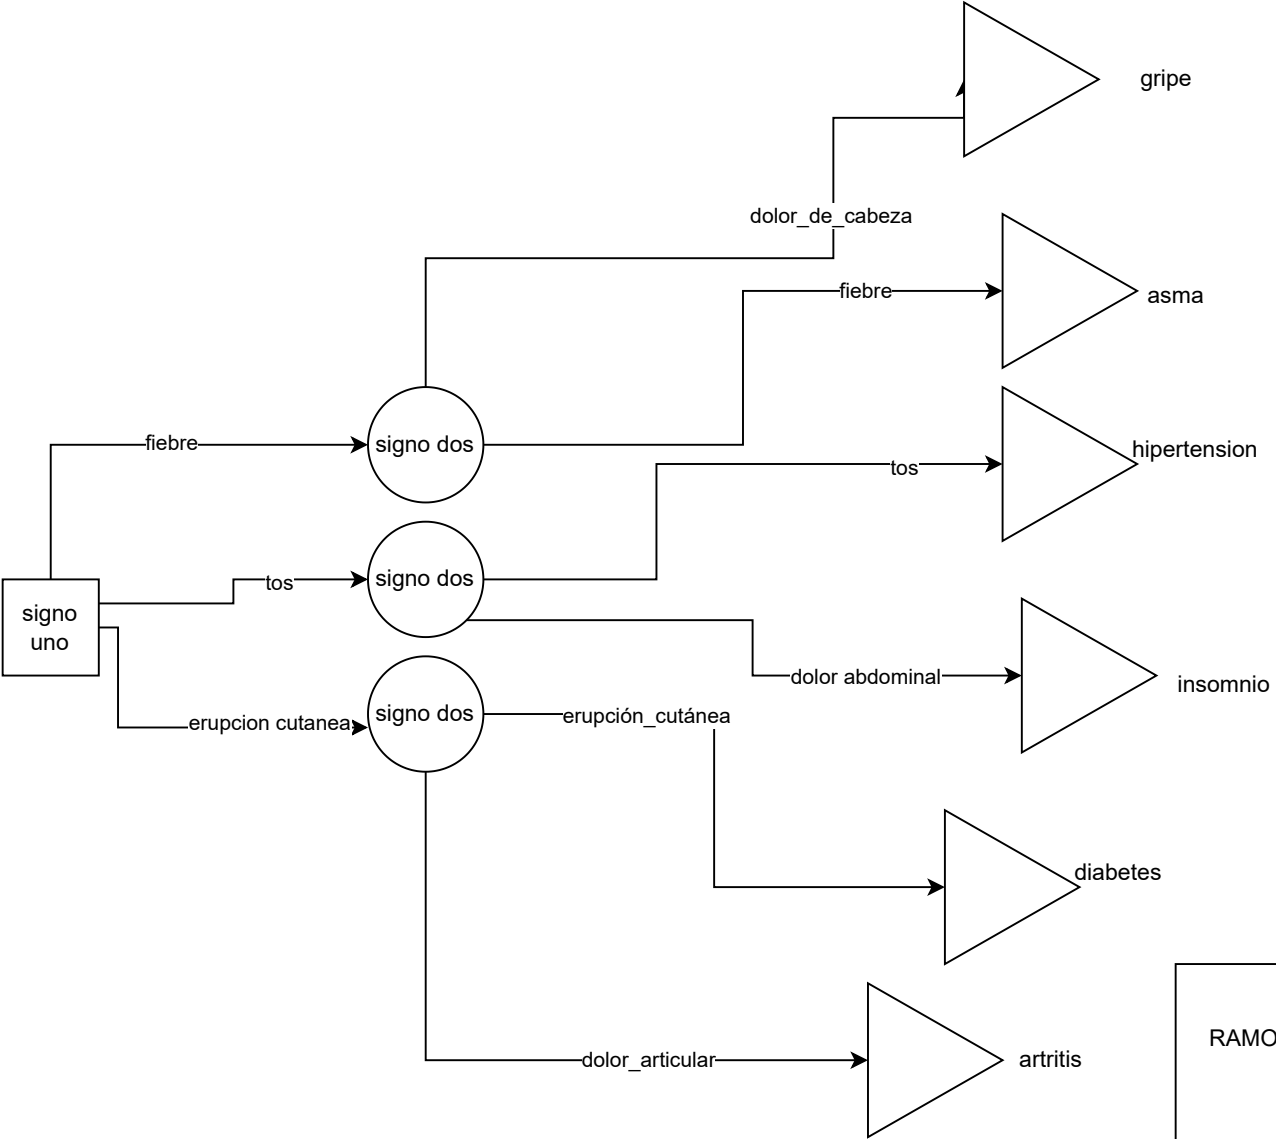 gripe
dolor_de_cabeza
fiebre
asma
fiebre
signo dos
hipertension
tos
signo dos
tos
signo
uno
dolor abdominal
insomnio
signo dos
erupcion cutanea
erupción_cutánea
diabetes
RAMO
dolor_articular
artritis